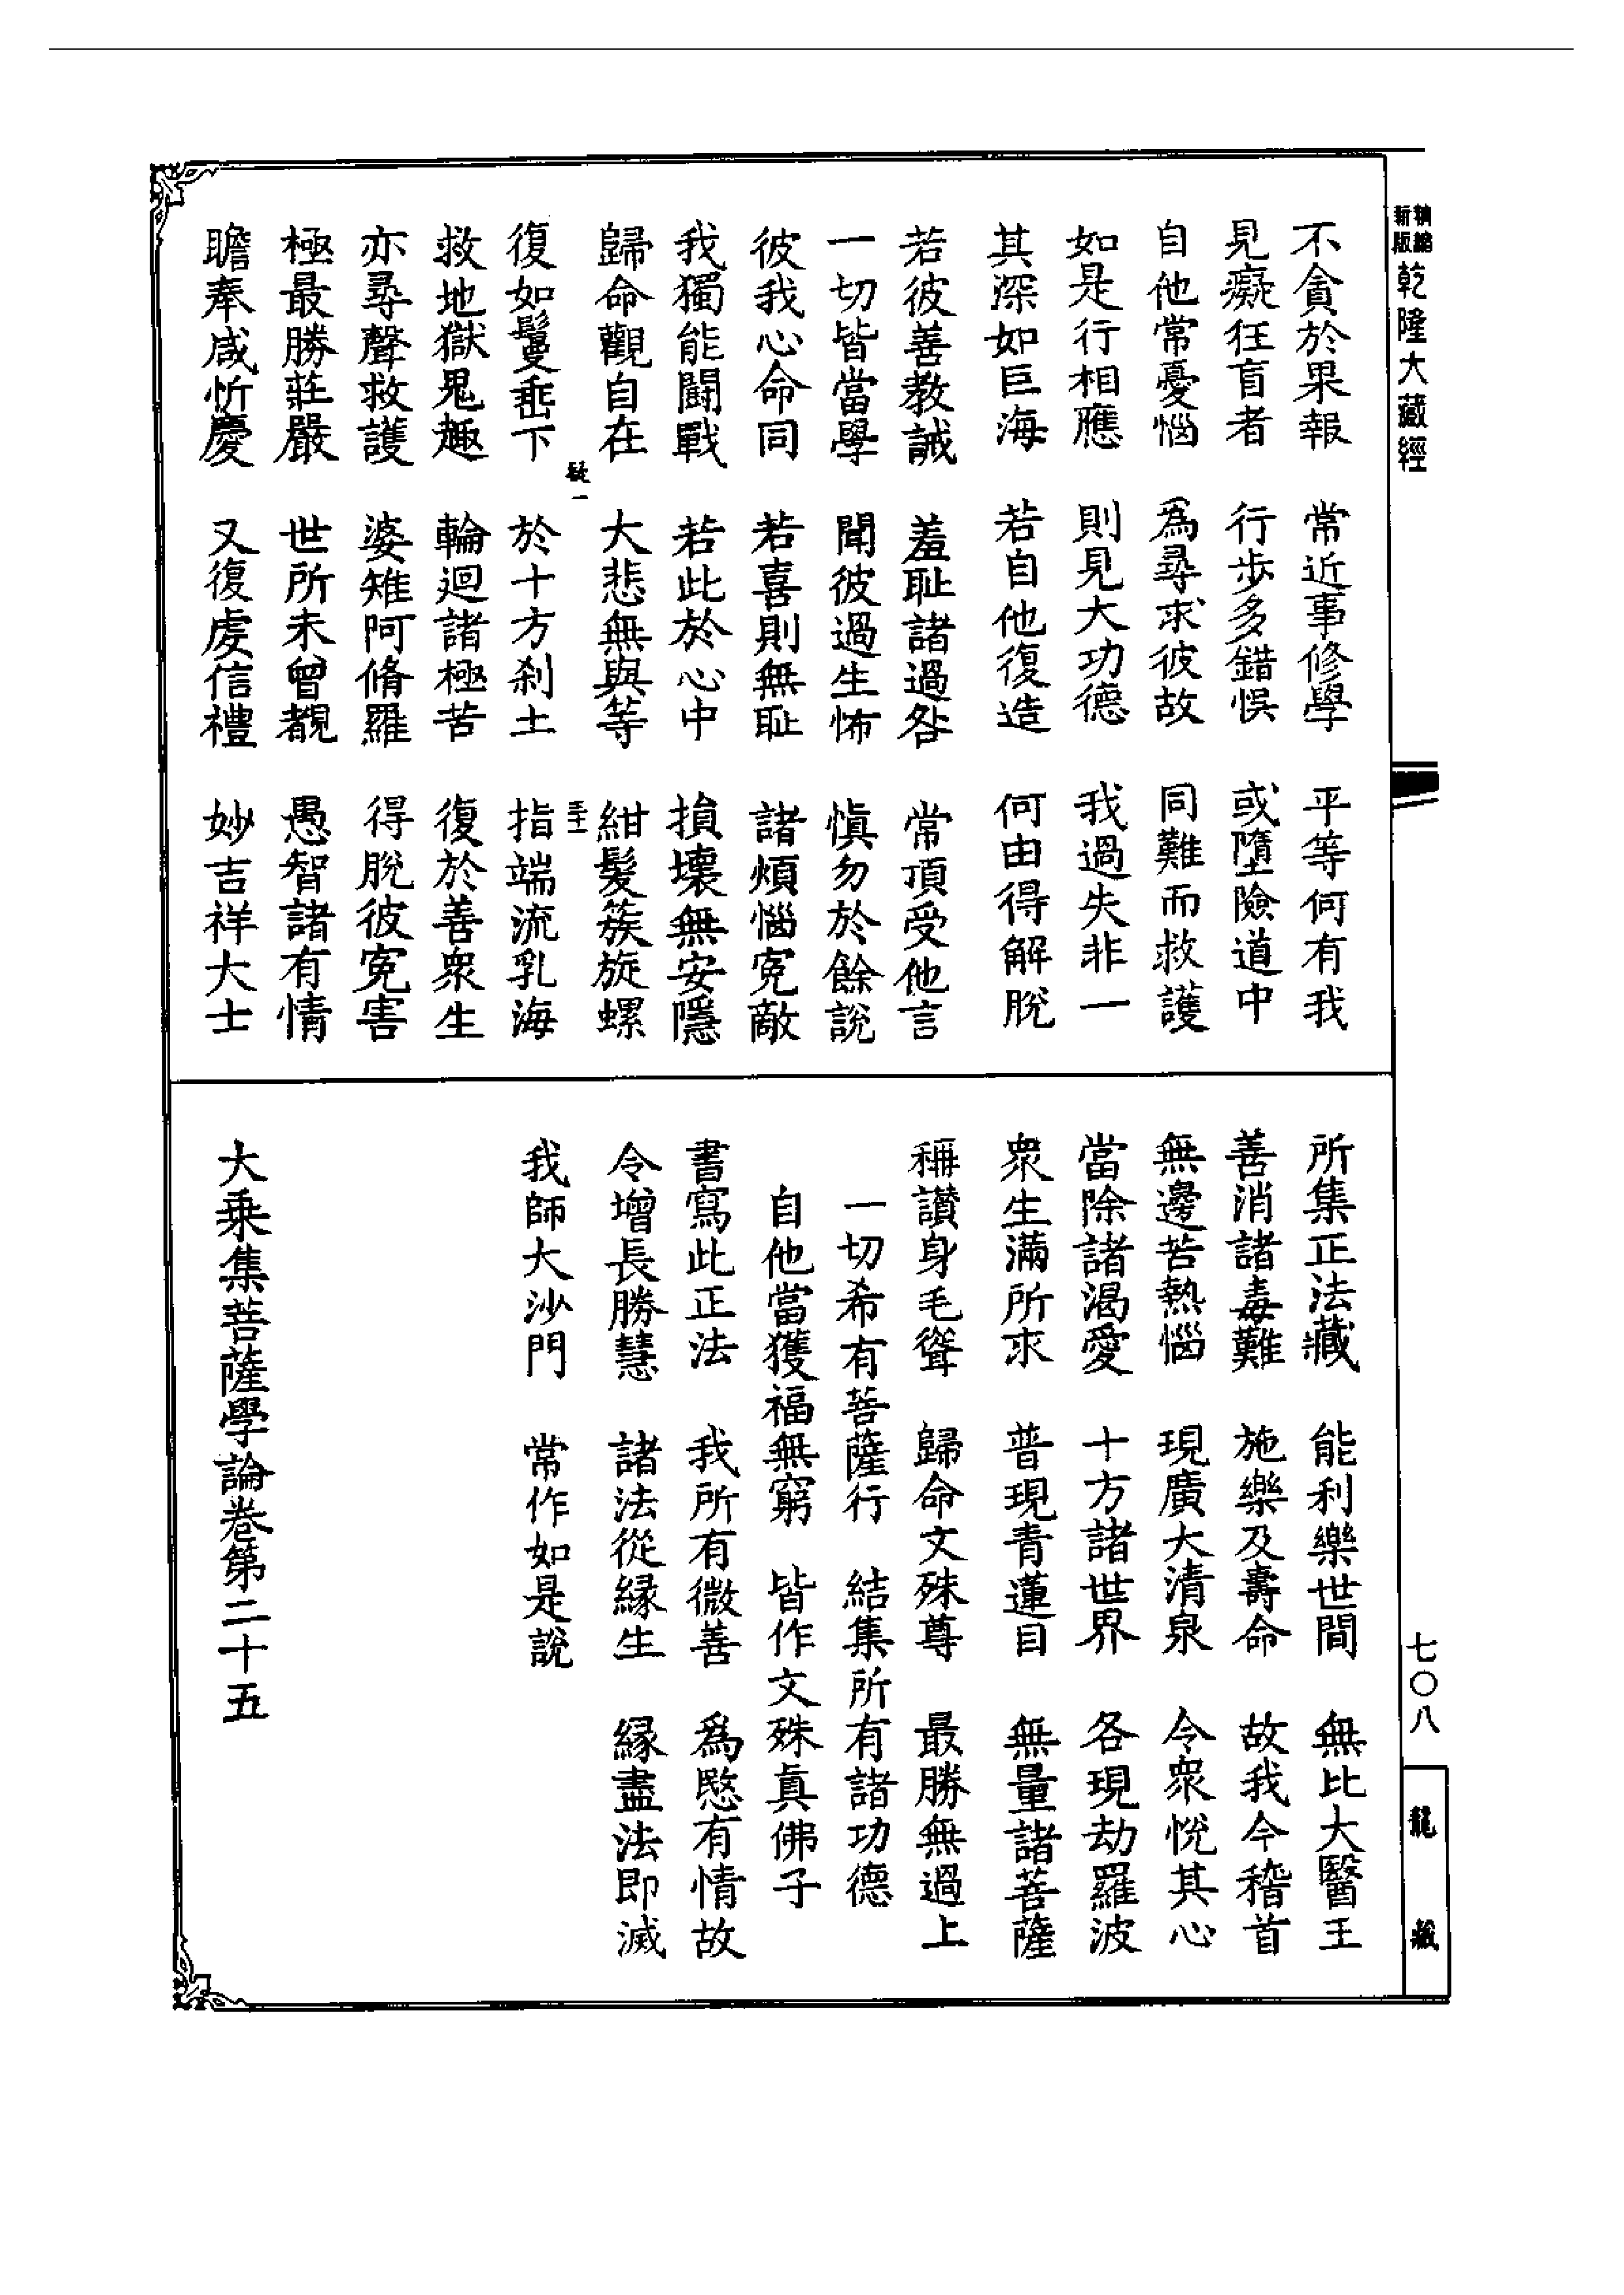 新版
精縮
乾隆大藏經
不貪於果報　常近事修學　平等何有我
見癡狂盲者　行步多錯悞　或墮險道中
自他常憂惱　為尋求彼故　同難而救護
如是行相應　則見大功德　我過失非一
其深如巨海　若自他復造　何由得解脫
若彼善教誡　羞恥諸過咎　常頂受他言
一切皆當學　聞彼過生怖　慎勿於餘說
彼我心命同　若喜則無恥　諸煩惱寃敵
我獨能鬪戰　若此於心中　損壞無安隱
歸命觀自在　大悲無與等　紺髮簇旋螺
復如鬘垂下　於十方刹土　指端流乳海
救地獄鬼趣　輪迴諸極苦　復於善衆生
亦尋聲救護　婆雉阿脩羅　得脫彼寃害
極最勝莊嚴　世所未曾覩　愚智諸有情
瞻奉咸忻慶　又復虔信禮　妙吉祥大士
所集正法藏　能利樂世間　無比大醫王
善消諸毒難　施樂及壽命　故我今稽首
無邊苦熱惱　現廣大清泉　令衆悅其心
當除諸渴愛　十方諸世界　各現劫羅波
衆生滿所求　普現青蓮目　無量諸菩薩
稱讃身毛聳　歸命文殊尊　最勝無過上
一切希有菩薩行　結集所有諸功德
自他當獲福無窮　皆作文殊真佛子
書寫此正法　我所有微善　為愍有情故
令增長勝慧　諸法從緣生　緣盡法即滅
我師大沙門　常作如是說
大乘集菩薩學論卷第二十五
七〇八
龍藏